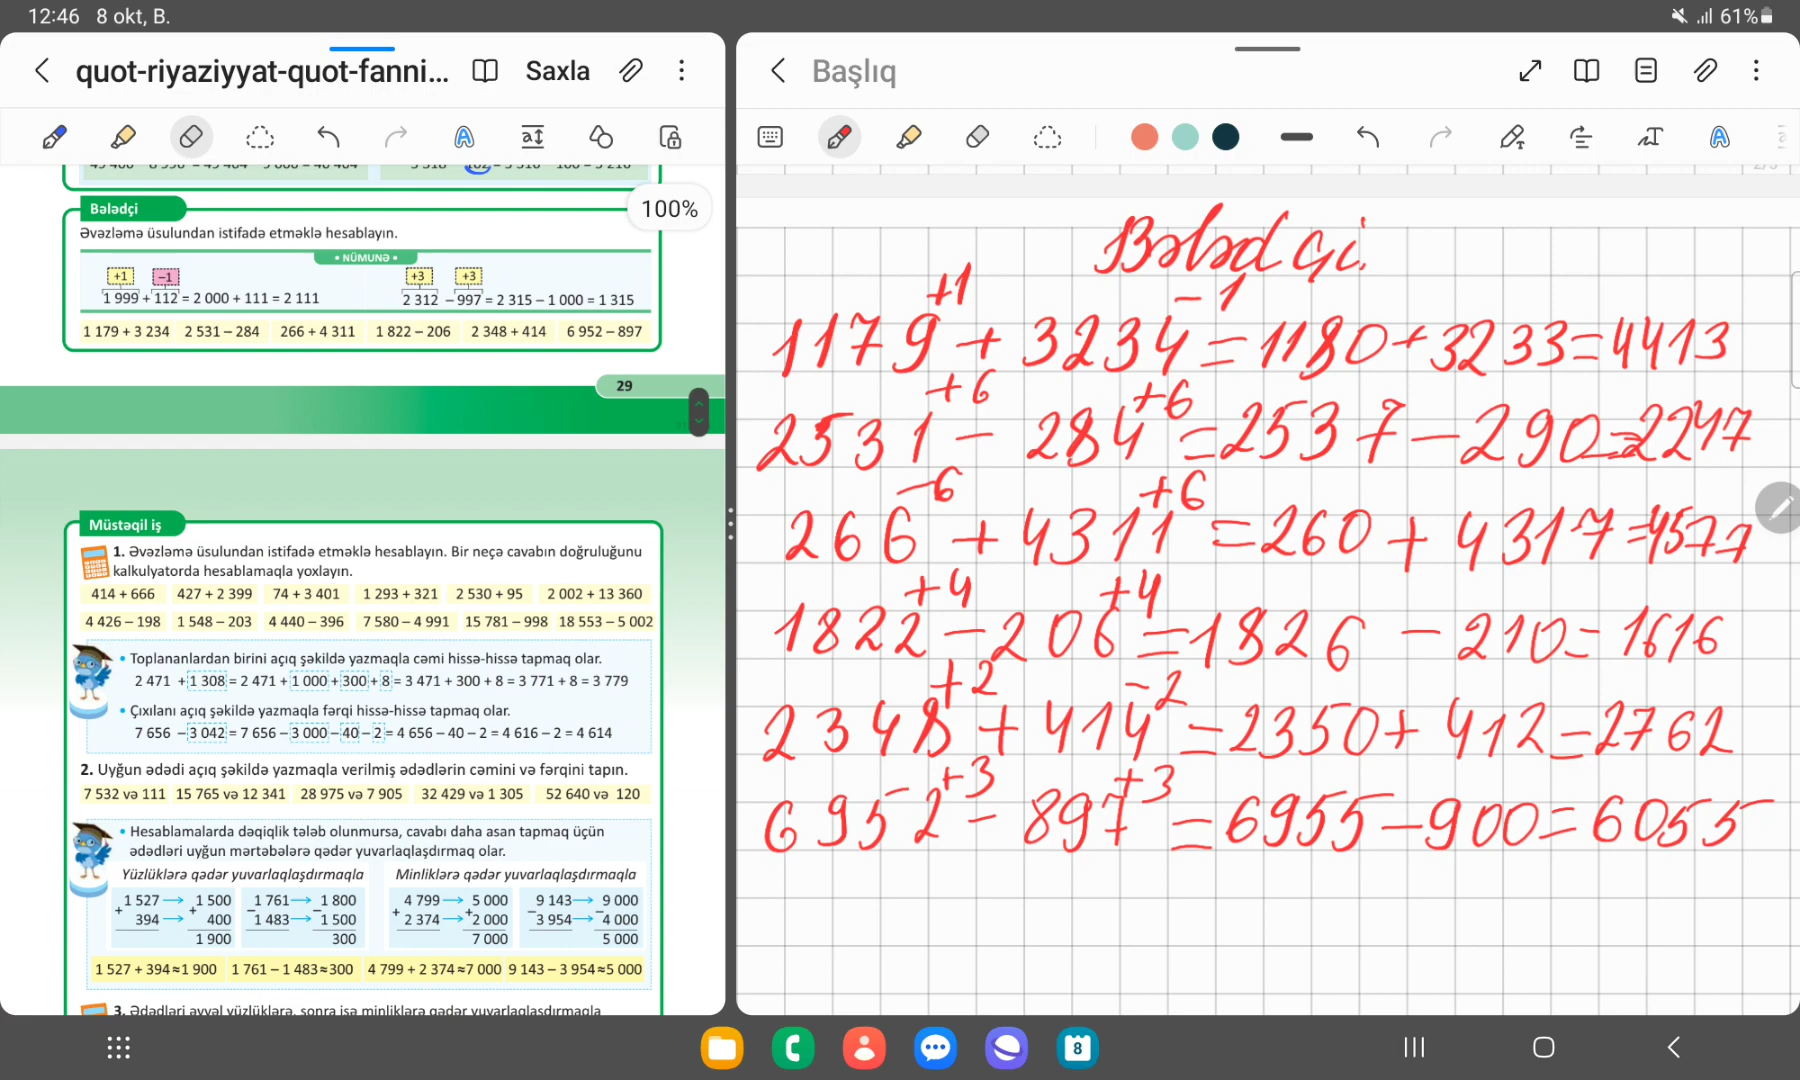 12:46 8 okt, B.
61%
quot-riyaziyyat-quot-fanni... Saxla
Bələdçi
100%
Əvəzləmə üsulundan istifadə etməklə hesablayın.
• NÜMUNƏ •
+1 −1 +3 +3
1 999 + 112 = 2 000 + 111 = 2 111 2 312 − 997 = 2 315 − 1 000 = 1 315
1 179 + 3 234 2 531 − 284 266 + 4 311 1 822 − 206 2 348 + 414 6 952 − 897
29
Müstəqil iş
1. Əvəzləmə üsulundan istifadə etməklə hesablayın. Bir neçə cavabın doğruluğunu
kalkulyatorda hesablamaqla yoxlayın.
414 + 666 427 + 2 399 74 + 3 401 1 293 + 321 2 530 + 95 2 002 + 13 360
4 426 − 198 1 548 − 203 4 440 − 396 7 580 − 4 991 15 781 − 998 18 553 − 5 002
• Toplananlardan birini açıq şəkildə yazmaqla cəmi hissə-hissə tapmaq olar.
2 471 + 1 308 = 2 471 + 1 000 + 300 + 8 = 3 471 + 300 + 8 = 3 771 + 8 = 3 779
• Çıxılanı açıq şəkildə yazmaqla fərqi hissə-hissə tapmaq olar.
7 656 − 3 042 = 7 656 − 3 000 − 40 − 2 = 4 656 − 40 − 2 = 4 616 − 2 = 4 614
2. Uyğun ədədi açıq şəkildə yazmaqla verilmiş ədədlərin cəmini və fərqini tapın.
7 532 və 111 15 765 və 12 341 28 975 və 7 905 32 429 və 1 305 52 640 və 120
• Hesablamalarda dəqiqlik tələb olunmursa, cavabı daha asan tapmaq üçün
ədədləri uyğun mərtəbələrə qədər yuvarlaqlaşdırmaq olar.
Yüzlüklərə qədər yuvarlaqlaşdırmaqla Minliklərə qədər yuvarlaqlaşdırmaqla
+ 1 527 → + 1 500 − 1 761 → − 1 800 + 4 799 → + 5 000 − 9 143 → − 9 000
394 → 400 1 483 → 1 500 2 374 → 2 000 3 954 → 4 000
1 900 300 7 000 5 000
1 527 + 394 ≈ 1 900 1 761 − 1 483 ≈ 300 4 799 + 2 374 ≈ 7 000 9 143 − 3 954 ≈ 5 000
3. Ədədləri əvvəl yüzlüklərə, sonra isə minliklərə qədər yuvarlaqlaşdırmaqla
Başlıq
Bələdçi.
+1 −1
1179 + 3234 = 1180 + 3233 = 4413
+6 +6
2531 − 284 = 2537 − 290 = 2247
−6 +6
266 + 4311 = 260 + 4317 = 4577
+4 +4
1822 − 206 = 1826 − 210 = 1616
+2 −2
2348 + 414 = 2350 + 412 = 2762
+3 +3
6952 − 897 = 6955 − 900 = 6055
8